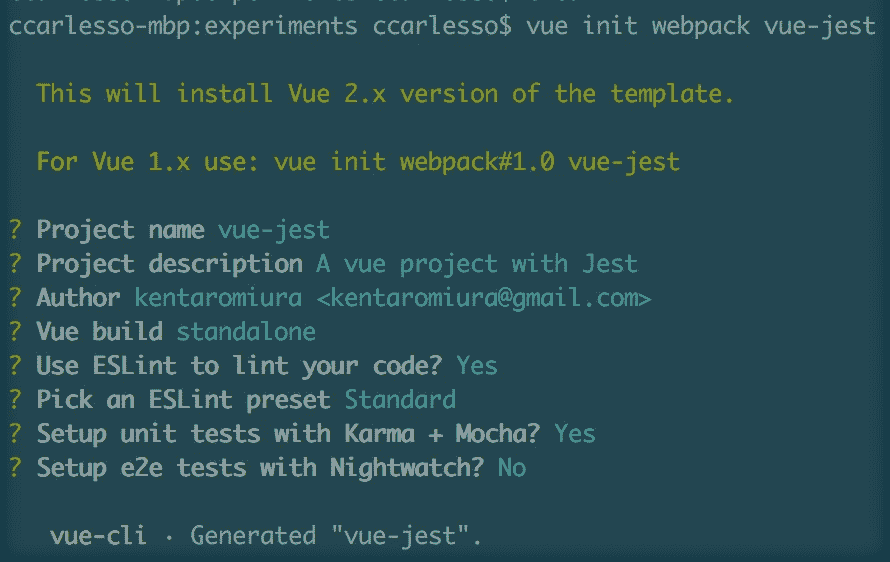 ccarlesso-mbp:experiments ccarlesso$ vue init webpack vue-jest
This will install Vue 2.x version of the template.
For Vue 1.x use: vue init webpack#1.0 vue-jest
? Project name vue-jest
? Project description A vue project with Jest
? Author kentaromiura <kentaromiura@gmail.com>
? Vue build standalone
? Use ESLint to lint your code? Yes
? Pick an ESLint preset Standard
? Setup unit tests with Karma + Mocha? Yes
? Setup e2e tests with Nightwatch? No
vue-cli · Generated "vue-jest".